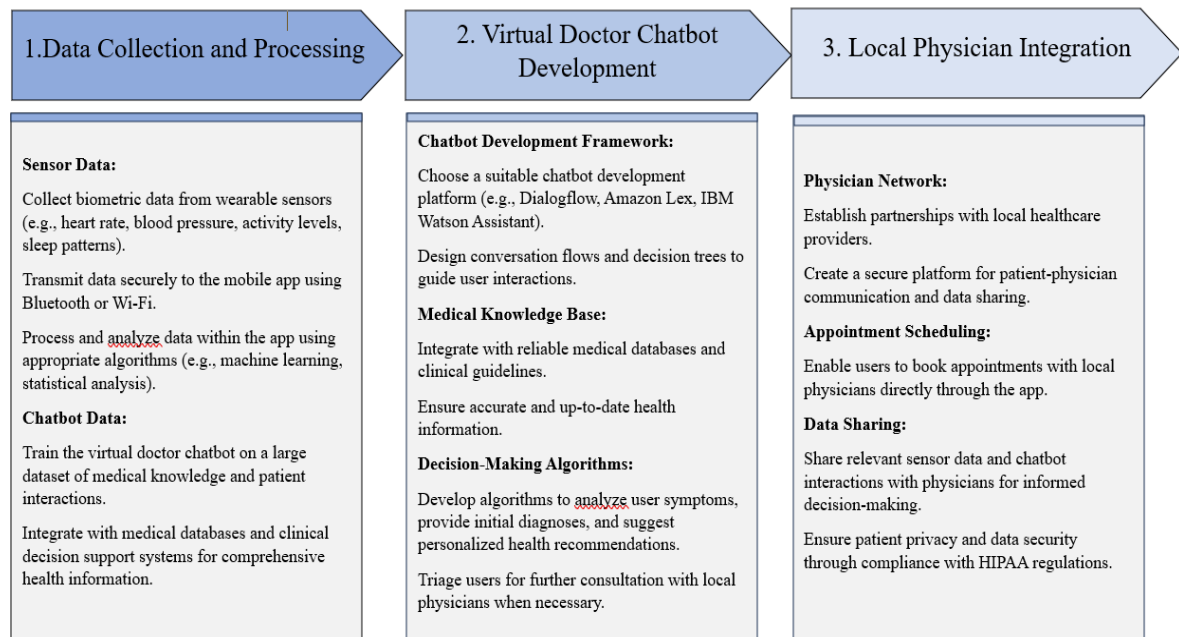 1.Data Collection and Processing
Sensor Data:
Collect biometric data from wearable sensors
(e.g., heart rate, blood pressure, activity levels,
sleep patterns).
Transmit data securely to the mobile app using
Bluetooth or Wi-Fi.
Process and analyze data within the app using
appropriate algorithms (e.g., machine learning,
statistical analysis).
Chatbot Data:
Train the virtual doctor chatbot on a large
dataset of medical knowledge and patient
interactions.
Integrate with medical databases and clinical
decision support systems for comprehensive
health information.
2. Virtual Doctor Chatbot
Development
Chatbot Development Framework:
Choose a suitable chatbot development
platform (e.g., Dialogflow, Amazon Lex, IBM
Watson Assistant).
Design conversation flows and decision trees to
guide user interactions.
Medical Knowledge Base:
Integrate with reliable medical databases and
clinical guidelines.
Ensure accurate and up-to-date health
information.
Decision-Making Algorithms:
Develop algorithms to analyze user symptoms,
provide initial diagnoses, and suggest
personalized health recommendations.
Triage users for further consultation with local
physicians when necessary.
3. Local Physician Integration
Physician Network:
Establish partnerships with local healthcare
providers.
Create a secure platform for patient-physician
communication and data sharing.
Appointment Scheduling:
Enable users to book appointments with local
physicians directly through the app.
Data Sharing:
Share relevant sensor data and chatbot
interactions with physicians for informed
decision-making.
Ensure patient privacy and data security
through compliance with HIPAA regulations.